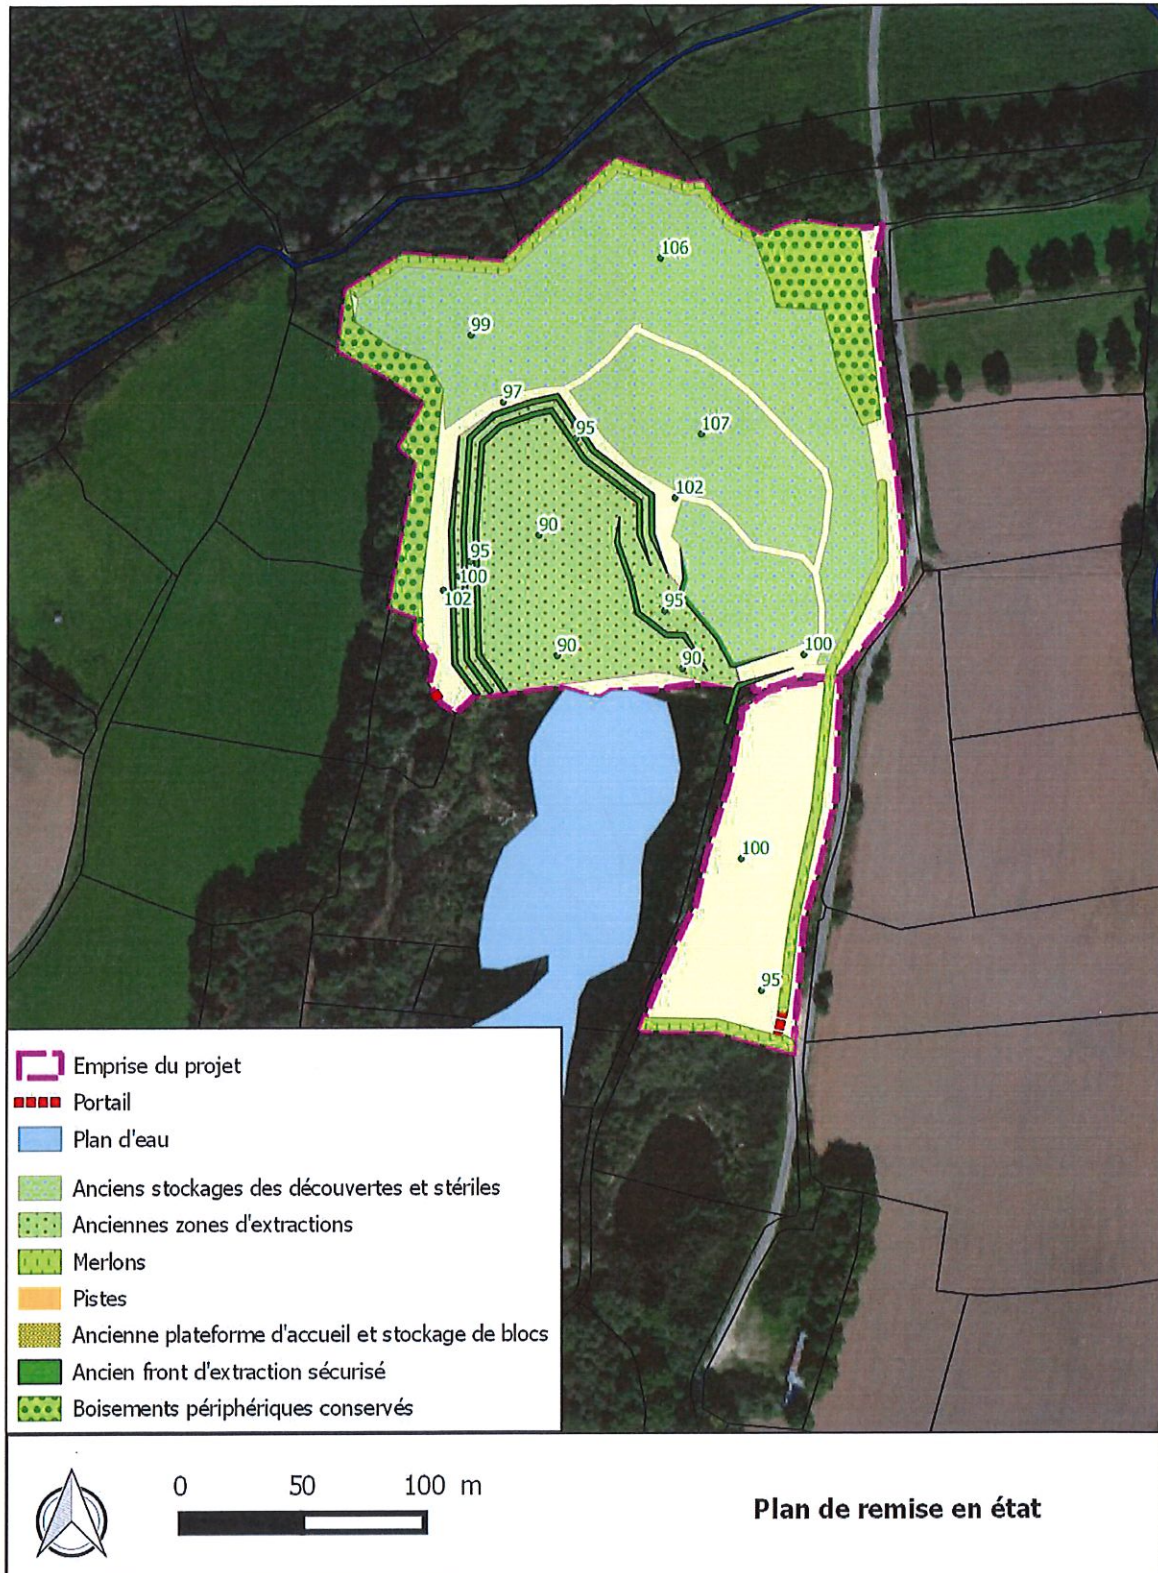 106
99
97
95
107
102
90
95
100
102
95
90
90
100
100
95
Emprise du projet
Portail
Plan d'eau
Anciens stockages des découvertes et stériles
Anciennes zones d'extractions
Merlons
Pistes
Ancienne plateforme d'accueil et stockage de blocs
Ancien front d'extraction sécurisé
Boisements périphériques conservés
0 50 100 m
Plan de remise en état